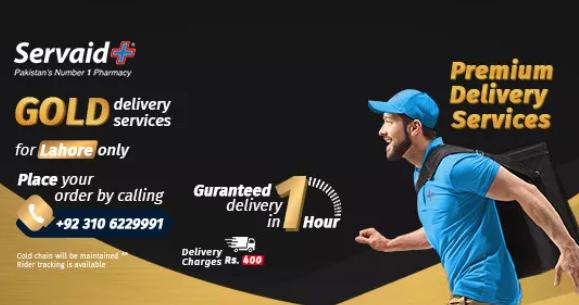 Servaid
Pakistan's Number 1 Pharmacy
GOLD delivery
services
for Lahore only
Place your
order by calling
+92 310 6229991
Cold chain will be maintained **
Rider tracking is available
Guranteed
delivery
in 1 Hour
Delivery
Charges Rs. 400
Premium
Delivery
Services